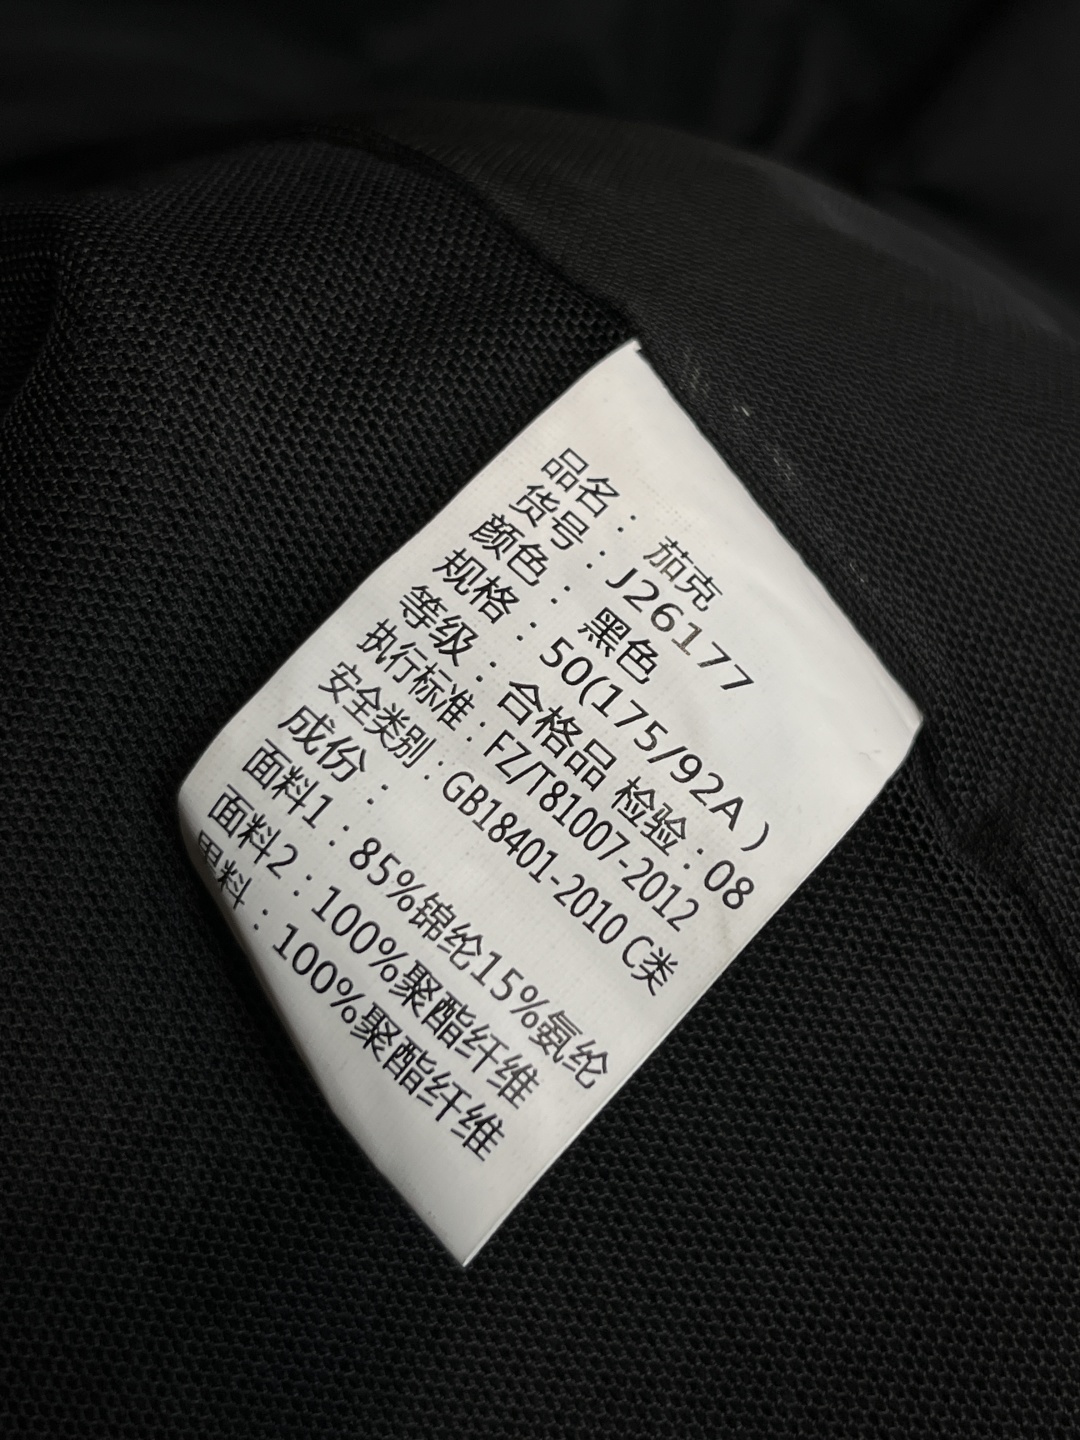 品名：茄克
货号：J26177
颜色：黑色
规格：50(175/92A)
等级：合格品 检验：08
执行标准：FZ/T81007-2012
安全类别：GB18401-2010 C类
成份：
面料1：85%锦纶15%氨纶
面料2：100%聚酯纤维
里料：100%聚酯纤维